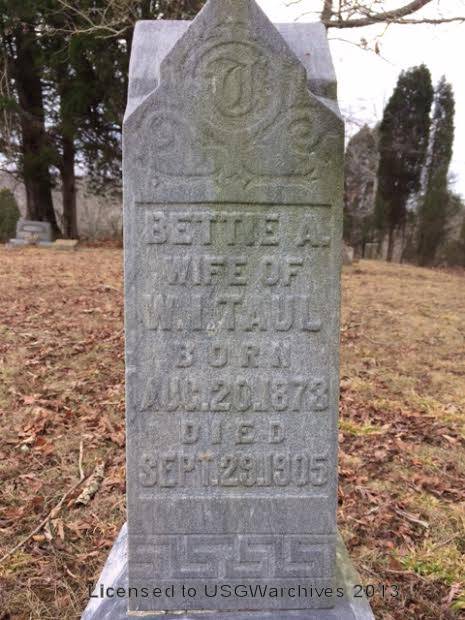 T
BETTIE A.
WIFE OF
W. I. TAUL
BORN
AUG. 20. 1873
DIED
SEPT. 29. 1905
Licensed to USGWarchives 2013